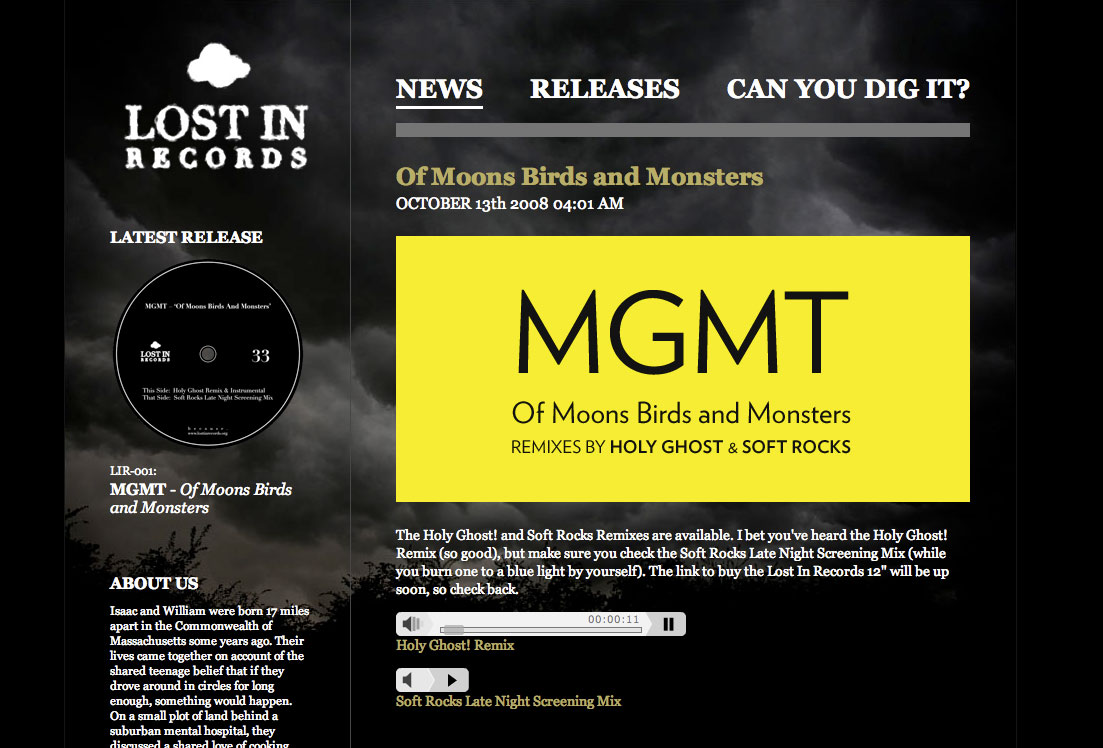 LOST IN
RECORDS
NEWS RELEASES CAN YOU DIG IT?
LATEST RELEASE
MGMT - 'Of Moons Birds And Monsters'
LOST IN
RECORDS
33
This Side: Holy Ghost Remix & Instrumental
That Side: Soft Rocks Late Night Screening Mix
because.
www.lostinrecords.org
LIR-001:
MGMT - Of Moons Birds
and Monsters
ABOUT US
Isaac and William were born 17 miles
apart in the Commonwealth of
Massachusetts some years ago. Their
lives came together on account of the
shared teenage belief that if they
drove around in circles for long
enough, something would happen.
On a small plot of land behind a
suburban mental hospital, they
discussed a shared love of cooking
Of Moons Birds and Monsters
OCTOBER 13th 2008 04:01 AM
MGMT
Of Moons Birds and Monsters
REMIXES BY HOLY GHOST & SOFT ROCKS
The Holy Ghost! and Soft Rocks Remixes are available. I bet you've heard the Holy Ghost!
Remix (so good), but make sure you check the Soft Rocks Late Night Screening Mix (while
you burn one to a blue light by yourself). The link to buy the Lost In Records 12" will be up
soon, so check back.
00:00:11
Holy Ghost! Remix
Soft Rocks Late Night Screening Mix